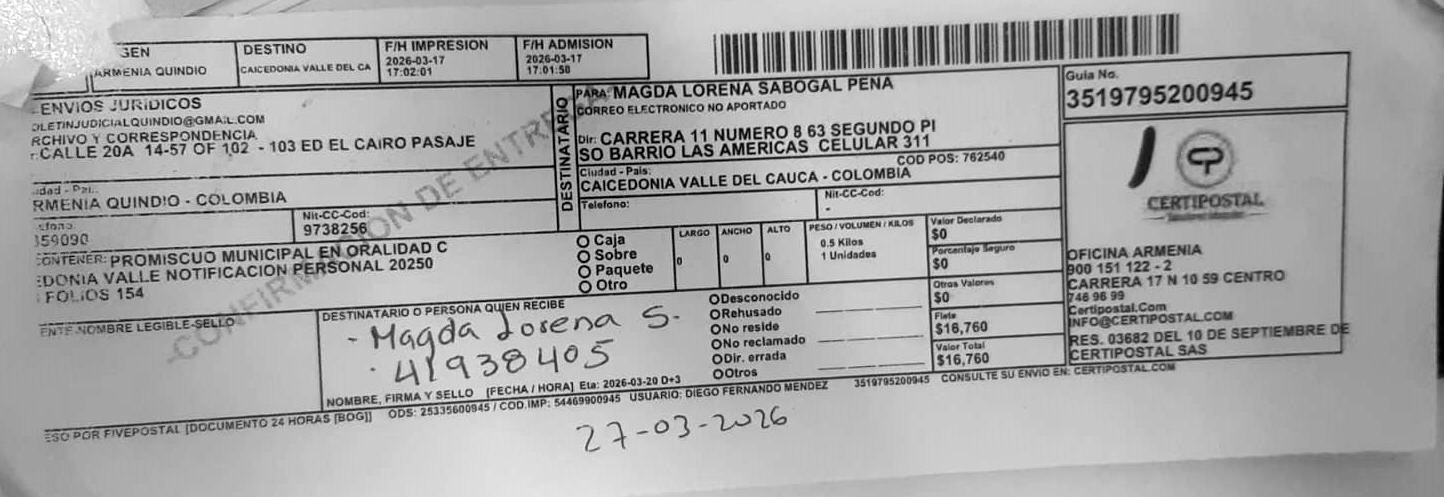 GEN
ARMENIA QUINDIO
DESTINO
CAICEDONIA VALLE DEL CA
F/H IMPRESION
2026-03-17
17:02:01
F/H ADMISION
2026-03-17
17:01:50
ENVIOS JURIDICOS
OLETINJUDICIALQUINDIO@GMAIL.COM
RCHIVO Y CORRESPONDENCIA
CALLE 20A 14-57 OF 102 - 103 ED EL CAIRO PASAJE
RMENIA QUINDIO - COLOMBIA
359090
Nit-CC-Cod:
9738256
CONTENER: PROMISCUO MUNICIPAL EN ORALIDAD C
EDONIA VALLE NOTIFICACION PERSONAL 20250
FOLIOS 154
-CONFIRMACION DE ENTREGA-
DESTINATARIO
PARA: MAGDA LORENA SABOGAL PENA
CORREO ELECTRONICO NO APORTADO
Dir: CARRERA 11 NUMERO 8 63 SEGUNDO PI
SO BARRIO LAS AMERICAS CELULAR 311
COD POS: 762540
Ciudad - Pais:
CAICEDONIA VALLE DEL CAUCA - COLOMBIA
Telefono:
Nit-CC-Cod:
-
Caja
Sobre
Paquete
Otro
LARGO
0
ANCHO
0
ALTO
0
PESO / VOLUMEN / KILOS
0.5 Kilos
1 Unidades
Valor Declarado
$0
Porcentaje Seguro
$0
Otros Valores
$0
Flete
$16,760
Valor Total
$16,760
ENTE NOMBRE LEGIBLE-SELLO
DESTINATARIO O PERSONA QUIEN RECIBE
- Magda Lorena S.
. 41938405
NOMBRE, FIRMA Y SELLO [FECHA / HORA] Eta: 2026-03-20 D+3
Desconocido
Rehusado
No reside
No reclamado
Dir. errada
Otros
Guia No.
3519795200945
CERTIPOSTAL
OFICINA ARMENIA
900 151 122 - 2
CARRERA 17 N 10 59 CENTRO
746 96 99
Certipostal.Com
INFO@CERTIPOSTAL.COM
RES. 03682 DEL 10 DE SEPTIEMBRE DE
CERTIPOSTAL SAS
ESO POR FIVEPOSTAL [DOCUMENTO 24 HORAS [BOG]] ODS: 25335600945 / COD.IMP: 54469900945 USUARIO: DIEGO FERNANDO MENDEZ 3519795200945 CONSULTE SU ENVIO EN: CERTIPOSTAL.COM
27-03-2026